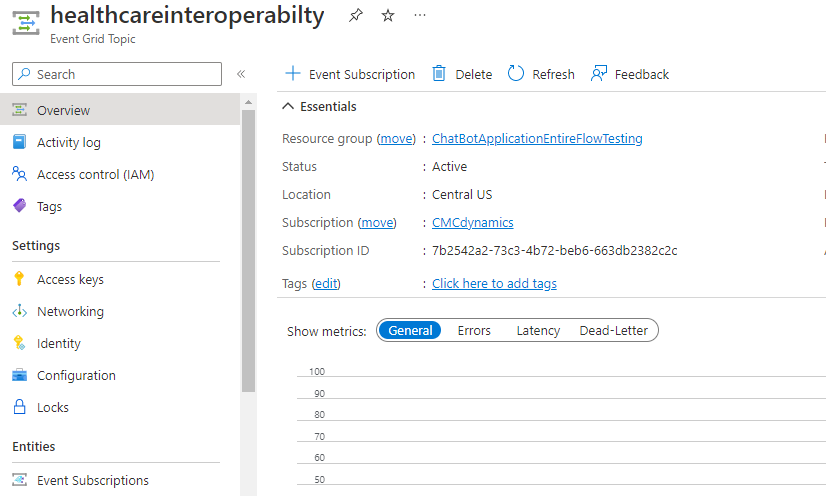 healthcareinteroperabilty
Event Grid Topic
Search
Overview
Activity log
Access control (IAM)
Tags
Settings
Access keys
Networking
Identity
Configuration
Locks
Entities
Event Subscriptions
Event Subscription Delete Refresh Feedback
Essentials
Resource group (move) : ChatBotApplicationEntireFlowTesting
Status : Active
Location : Central US
Subscription (move) : CMCdynamics
Subscription ID : 7b2542a2-73c3-4b72-beb6-663db2382c2c
Tags (edit) : Click here to add tags
Show metrics: General Errors Latency Dead-Letter
100
90
80
70
60
50